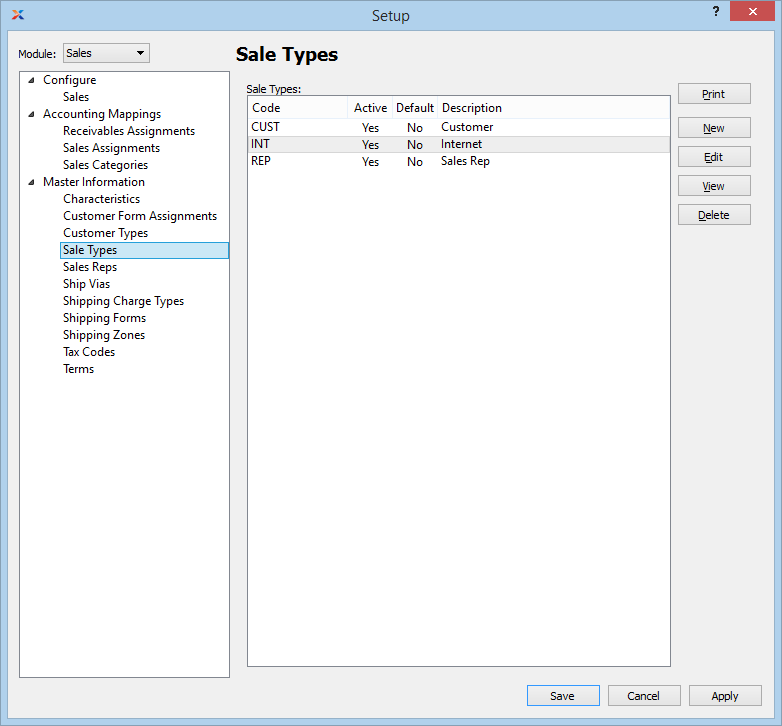 Setup
?
Module: Sales
Sale Types
Configure
Sales
Accounting Mappings
Receivables Assignments
Sales Assignments
Sales Categories
Master Information
Characteristics
Customer Form Assignments
Customer Types
Sale Types
Sales Reps
Ship Vias
Shipping Charge Types
Shipping Forms
Shipping Zones
Tax Codes
Terms
Sale Types:
Code Active Default Description
CUST Yes No Customer
INT Yes No Internet
REP Yes No Sales Rep
Print
New
Edit
View
Delete
Save Cancel Apply